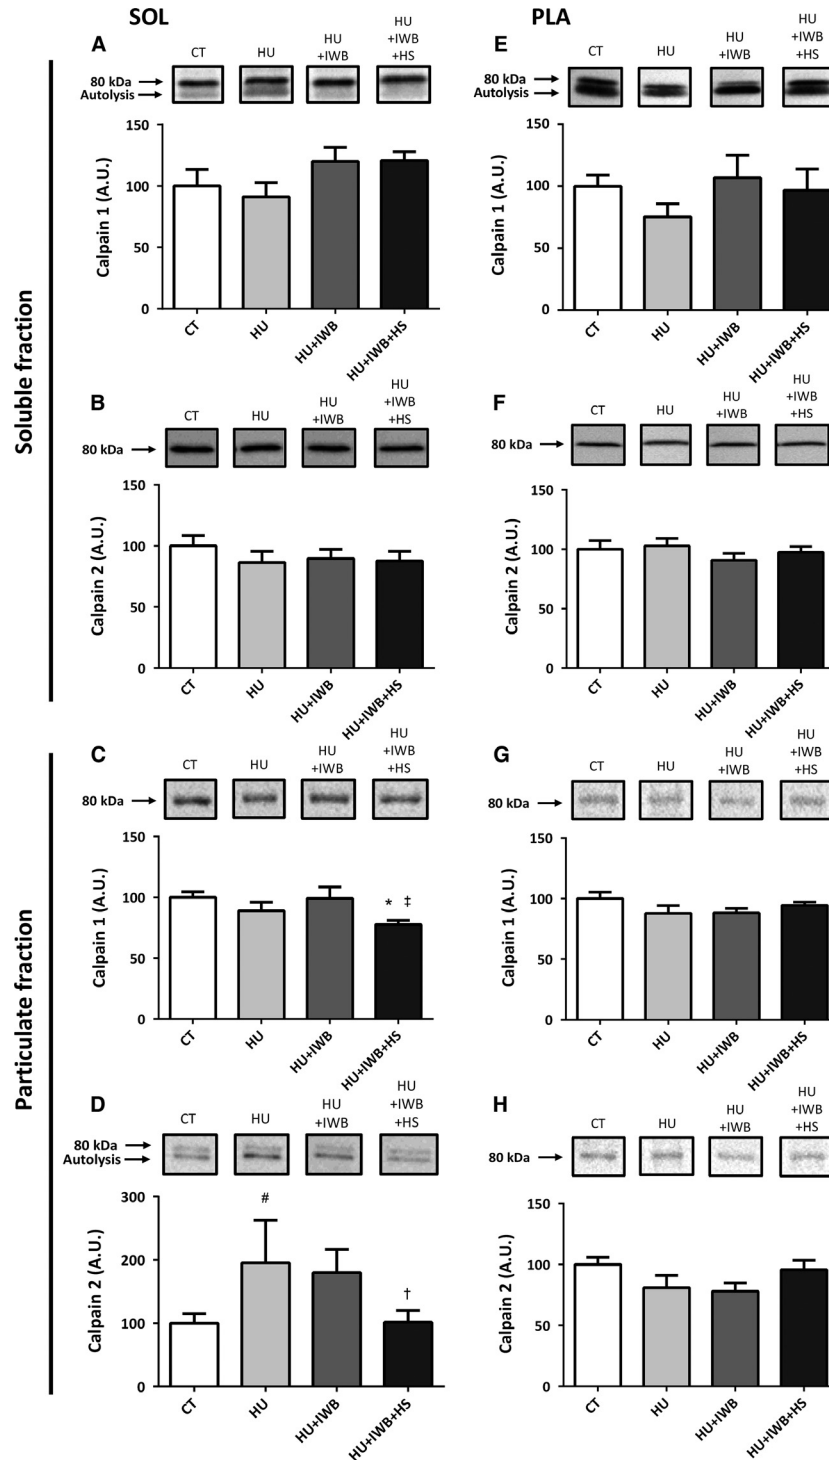 SOL
PLA
Soluble fraction
Particulate fraction
A
CT
HU
HU
+IWB
HU
+IWB
+HS
80 kDa
Autolysis
Calpain 1 (A.U.)
150
100
50
0
CT
HU
HU+IWB
HU+IWB+HS
E
CT
HU
HU
+IWB
HU
+IWB
+HS
80 kDa
Autolysis
Calpain 1 (A.U.)
150
100
50
0
CT
HU
HU+IWB
HU+IWB+HS
B
CT
HU
HU
+IWB
HU
+IWB
+HS
80 kDa
Calpain 2 (A.U.)
150
100
50
0
CT
HU
HU+IWB
HU+IWB+HS
F
CT
HU
HU
+IWB
HU
+IWB
+HS
80 kDa
Calpain 2 (A.U.)
150
100
50
0
CT
HU
HU+IWB
HU+IWB+HS
C
CT
HU
HU
+IWB
HU
+IWB
+HS
80 kDa
Calpain 1 (A.U.)
150
100
50
0
* ‡
CT
HU
HU+IWB
HU+IWB+HS
G
CT
HU
HU
+IWB
HU
+IWB
+HS
80 kDa
Calpain 1 (A.U.)
150
100
50
0
CT
HU
HU+IWB
HU+IWB+HS
D
CT
HU
HU
+IWB
HU
+IWB
+HS
80 kDa
Autolysis
Calpain 2 (A.U.)
300
200
100
0
#
†
CT
HU
HU+IWB
HU+IWB+HS
H
CT
HU
HU
+IWB
HU
+IWB
+HS
80 kDa
Calpain 2 (A.U.)
150
100
50
0
CT
HU
HU+IWB
HU+IWB+HS